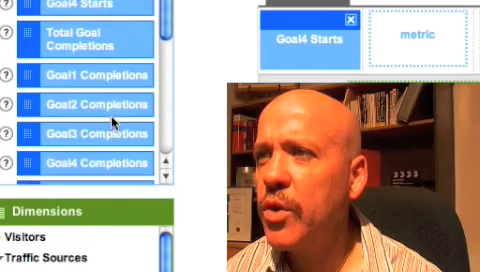 Goal4 Starts
Total Goal
Completions
Goal1 Completions
Goal2 Completions
Goal3 Completions
Goal4 Completions
Dimensions
Visitors
Traffic Sources
Goal4 Starts
metric